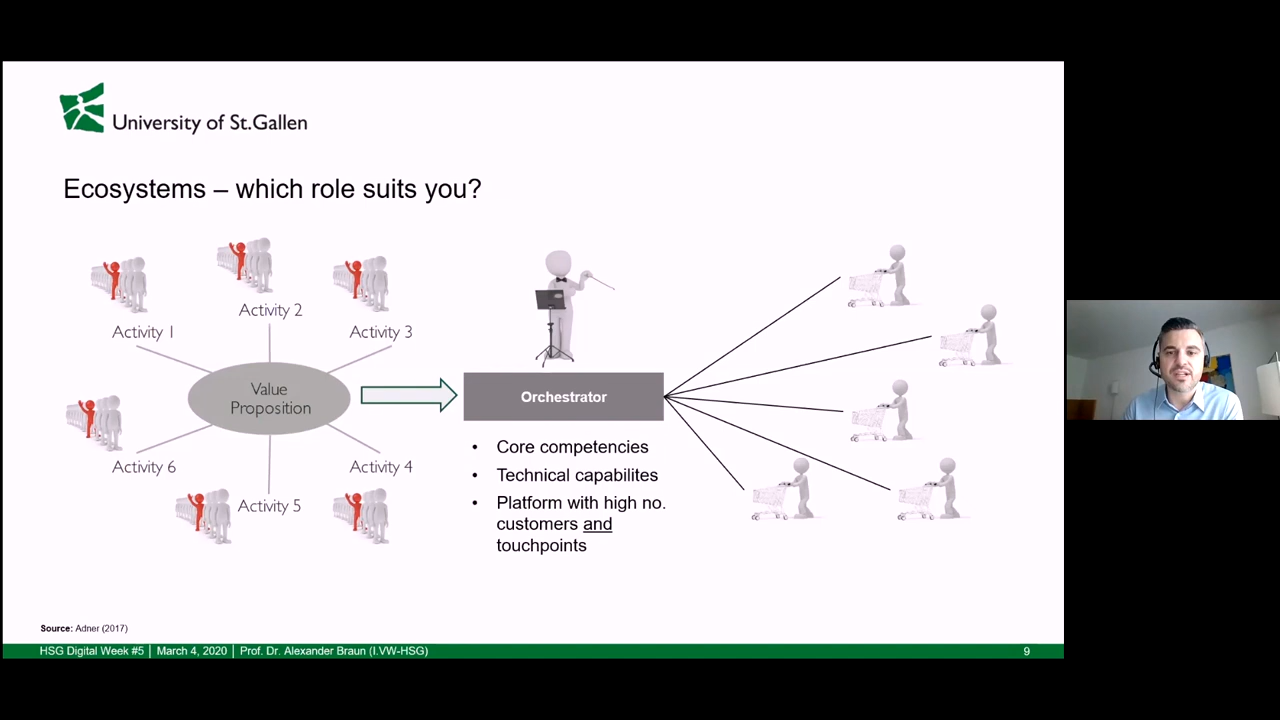 University of St.Gallen
Ecosystems – which role suits you?
Activity 1
Activity 2
Activity 3
Value
Proposition
Activity 6
Activity 5
Activity 4
Orchestrator
• Core competencies
• Technical capabilites
• Platform with high no.
customers and
touchpoints
Source: Adner (2017)
HSG Digital Week #5 | March 4, 2020 | Prof. Dr. Alexander Braun (I.VW-HSG)
9